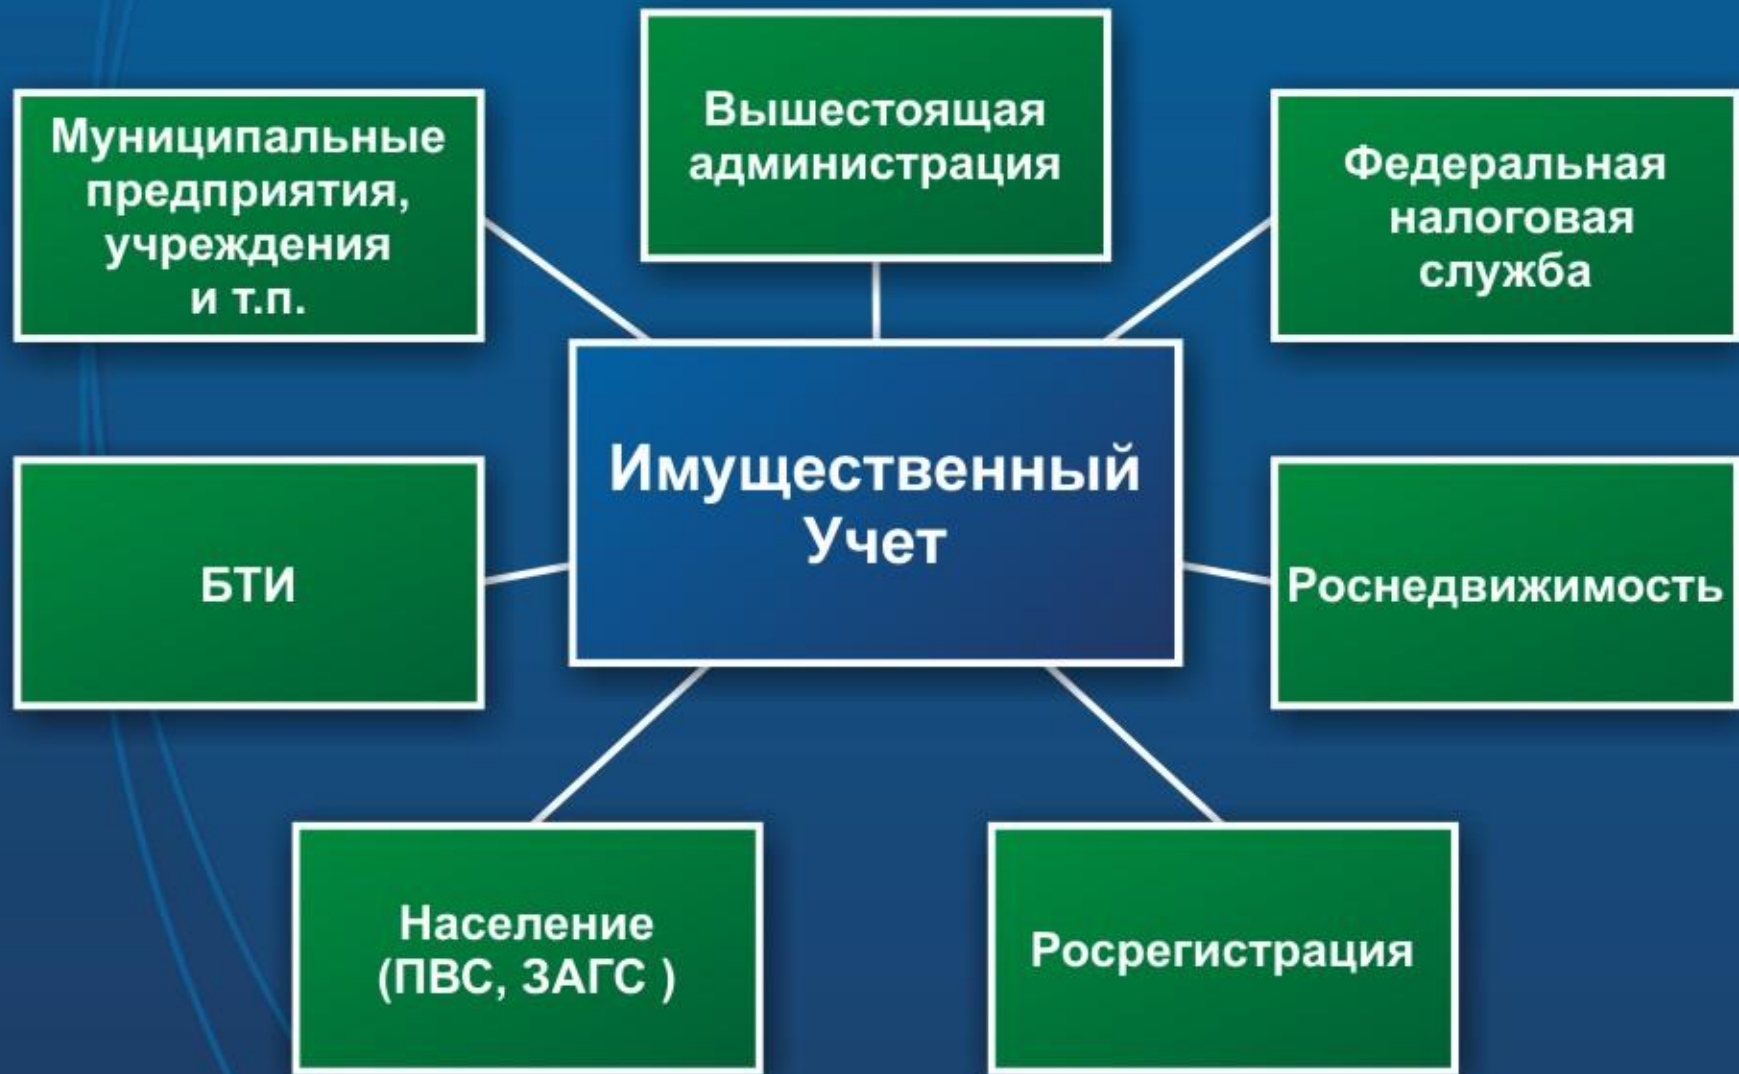 Вышестоящая
администрация
Муниципальные
предприятия,
учреждения
и т.п.
Федеральная
налоговая
служба
Имущественный
Учет
БТИ
Роснедвижимость
Население
(ПВС, ЗАГС )
Росрегистрация